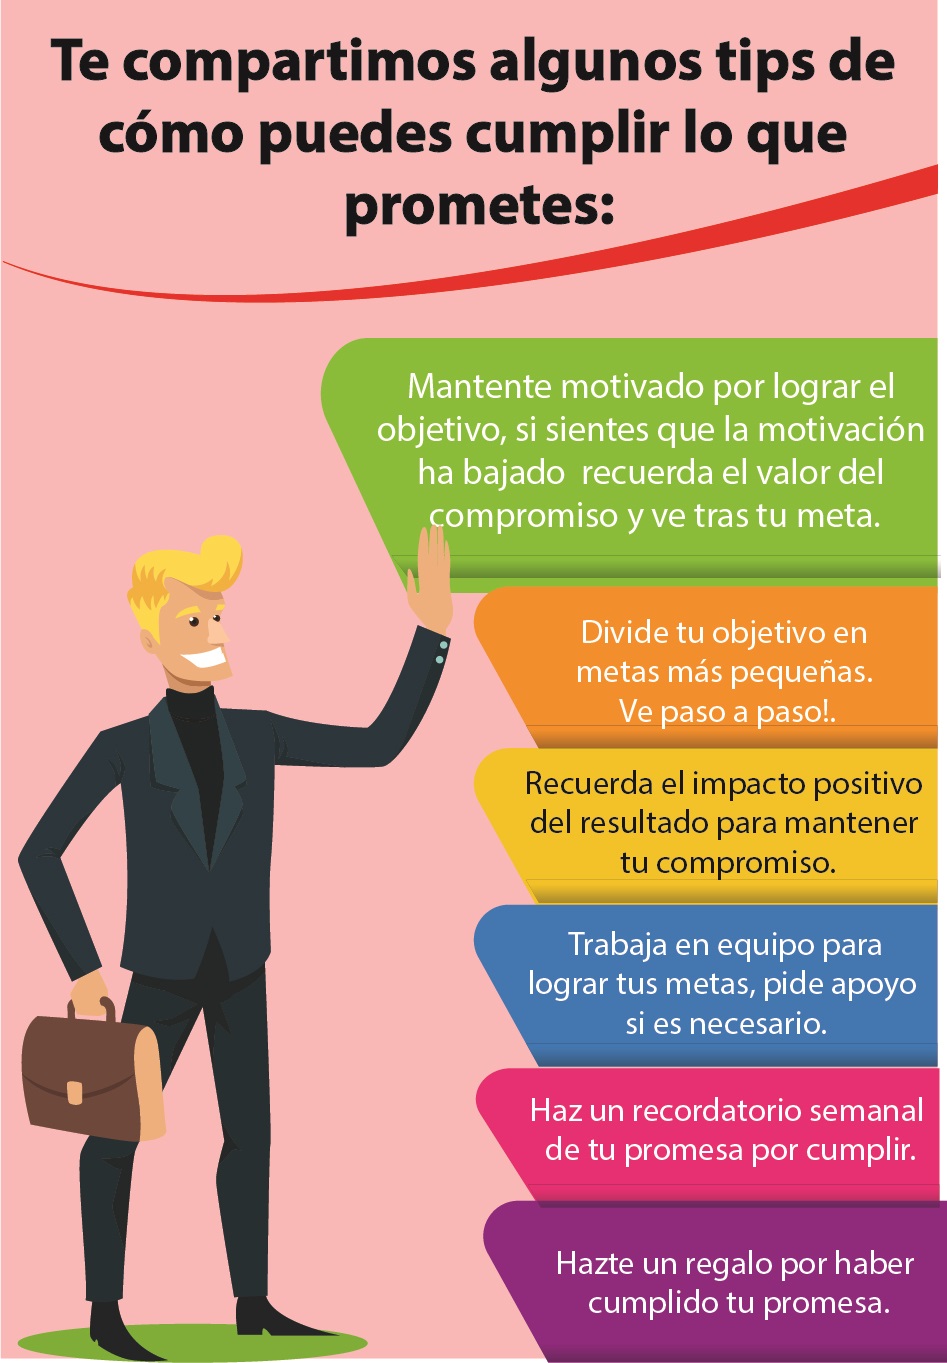 Te compartimos algunos tips de
cómo puedes cumplir lo que
prometes:
Mantente motivado por lograr el
objetivo, si sientes que la motivación
ha bajado  recuerda el valor del
compromiso y ve tras tu meta.
Divide tu objetivo en
metas más pequeñas.
Ve paso a paso!.
Recuerda el impacto positivo
del resultado para mantener
tu compromiso.
Trabaja en equipo para
lograr tus metas, pide apoyo
si es necesario.
Haz un recordatorio semanal
de tu promesa por cumplir.
Hazte un regalo por haber
cumplido tu promesa.